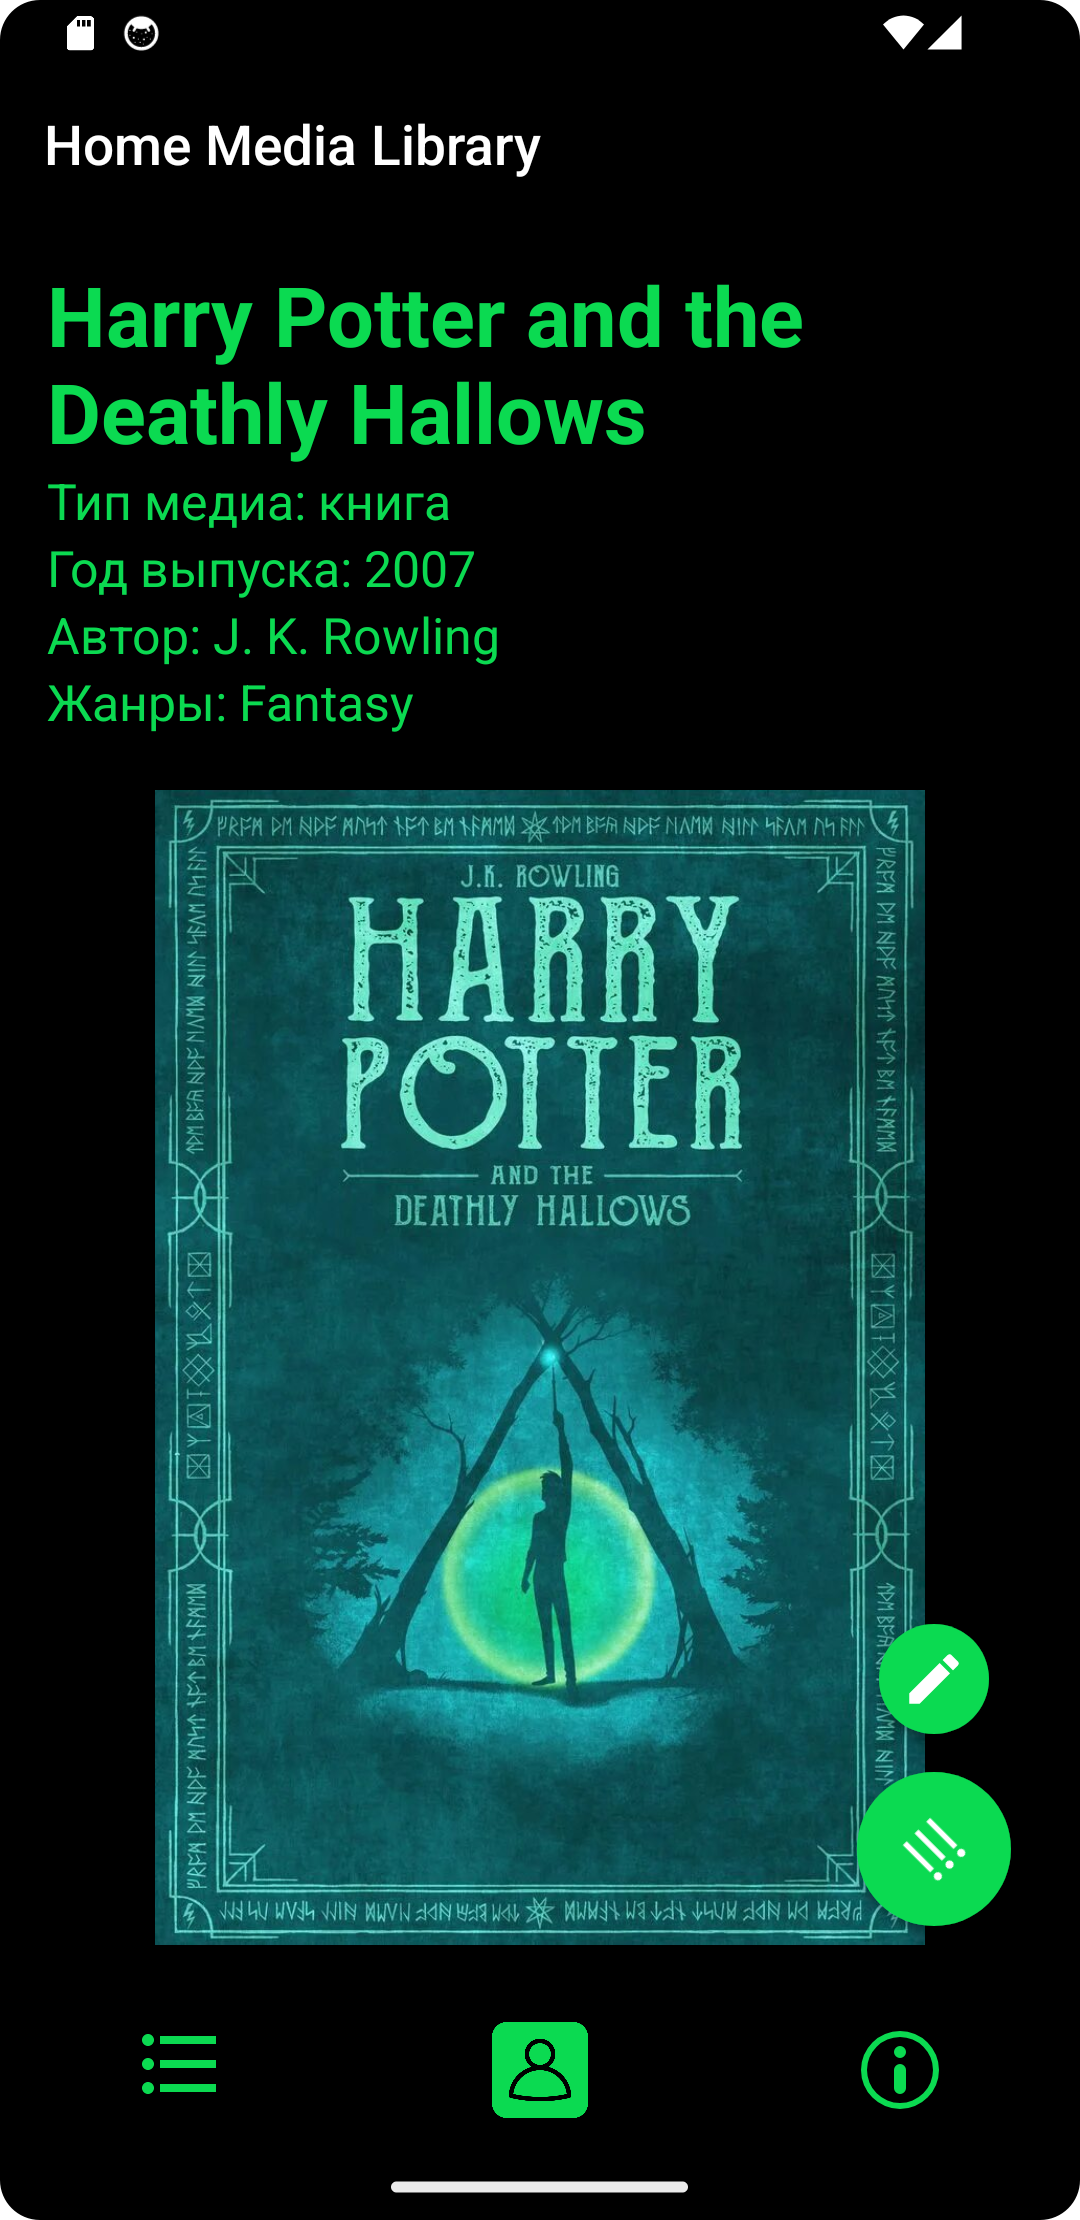 Home Media Library
Harry Potter and the
Deathly Hallows
Тип медиа: книга
Год выпуска: 2007
Автор: J. K. Rowling
Жанры: Fantasy
J.K. ROWLING
HARRY
POTTER
AND THE
DEATHLY HALLOWS